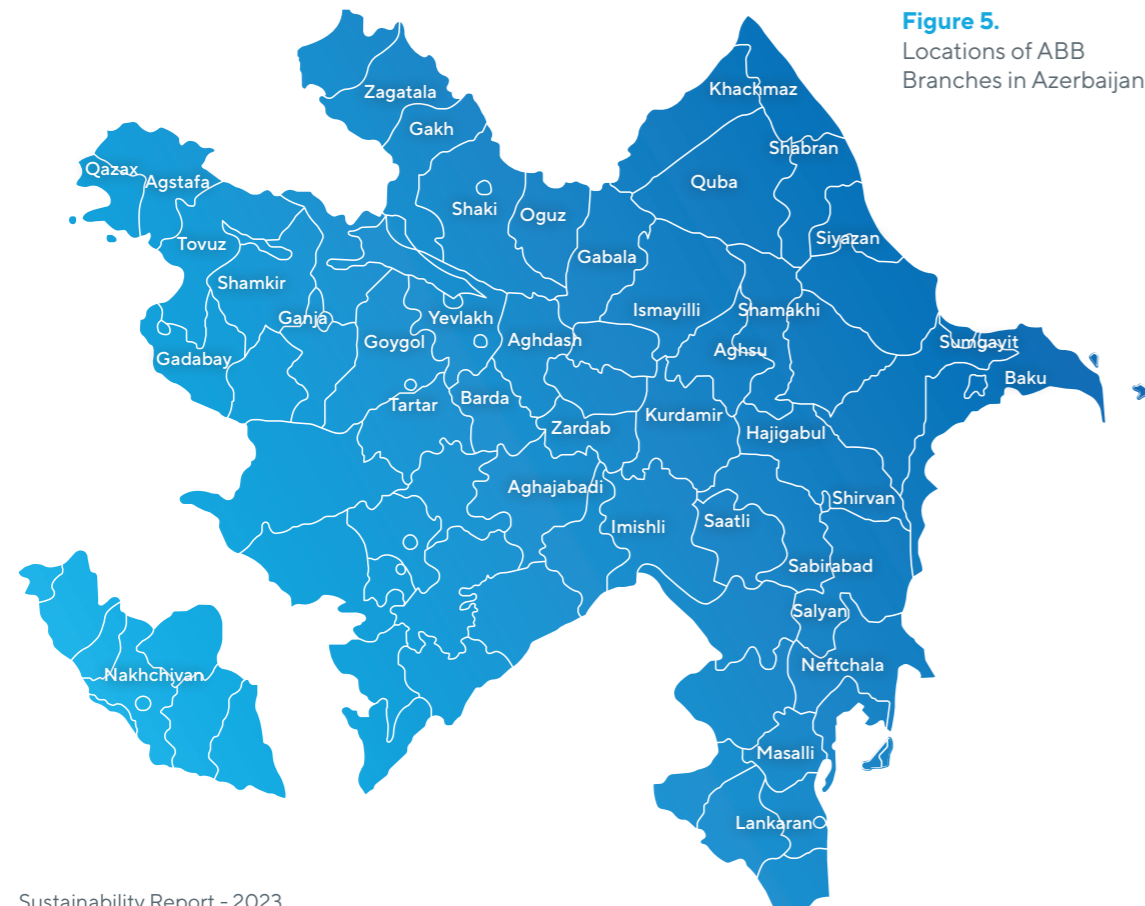 Figure 5.
Locations of ABB
Branches in Azerbaijan
Zagatala
Khachmaz
Gakh
Shabran
Qazax
Agstafa
Quba
Shaki
Oguz
Siyazan
Tovuz
Gabala
Shamkir
Ismayilli
Shamakhi
Ganja
Yevlakh
Goygol
Aghdash
Sumgayit
Aghsu
Gadabay
Baku
Barda
Tartar
Kurdamir
Zardab
Hajigabul
Aghajabadi
Shirvan
Imishli
Saatli
Sabirabad
Salyan
Neftchala
Nakhchivan
Masalli
Lankaran
Sustainability Report - 2023